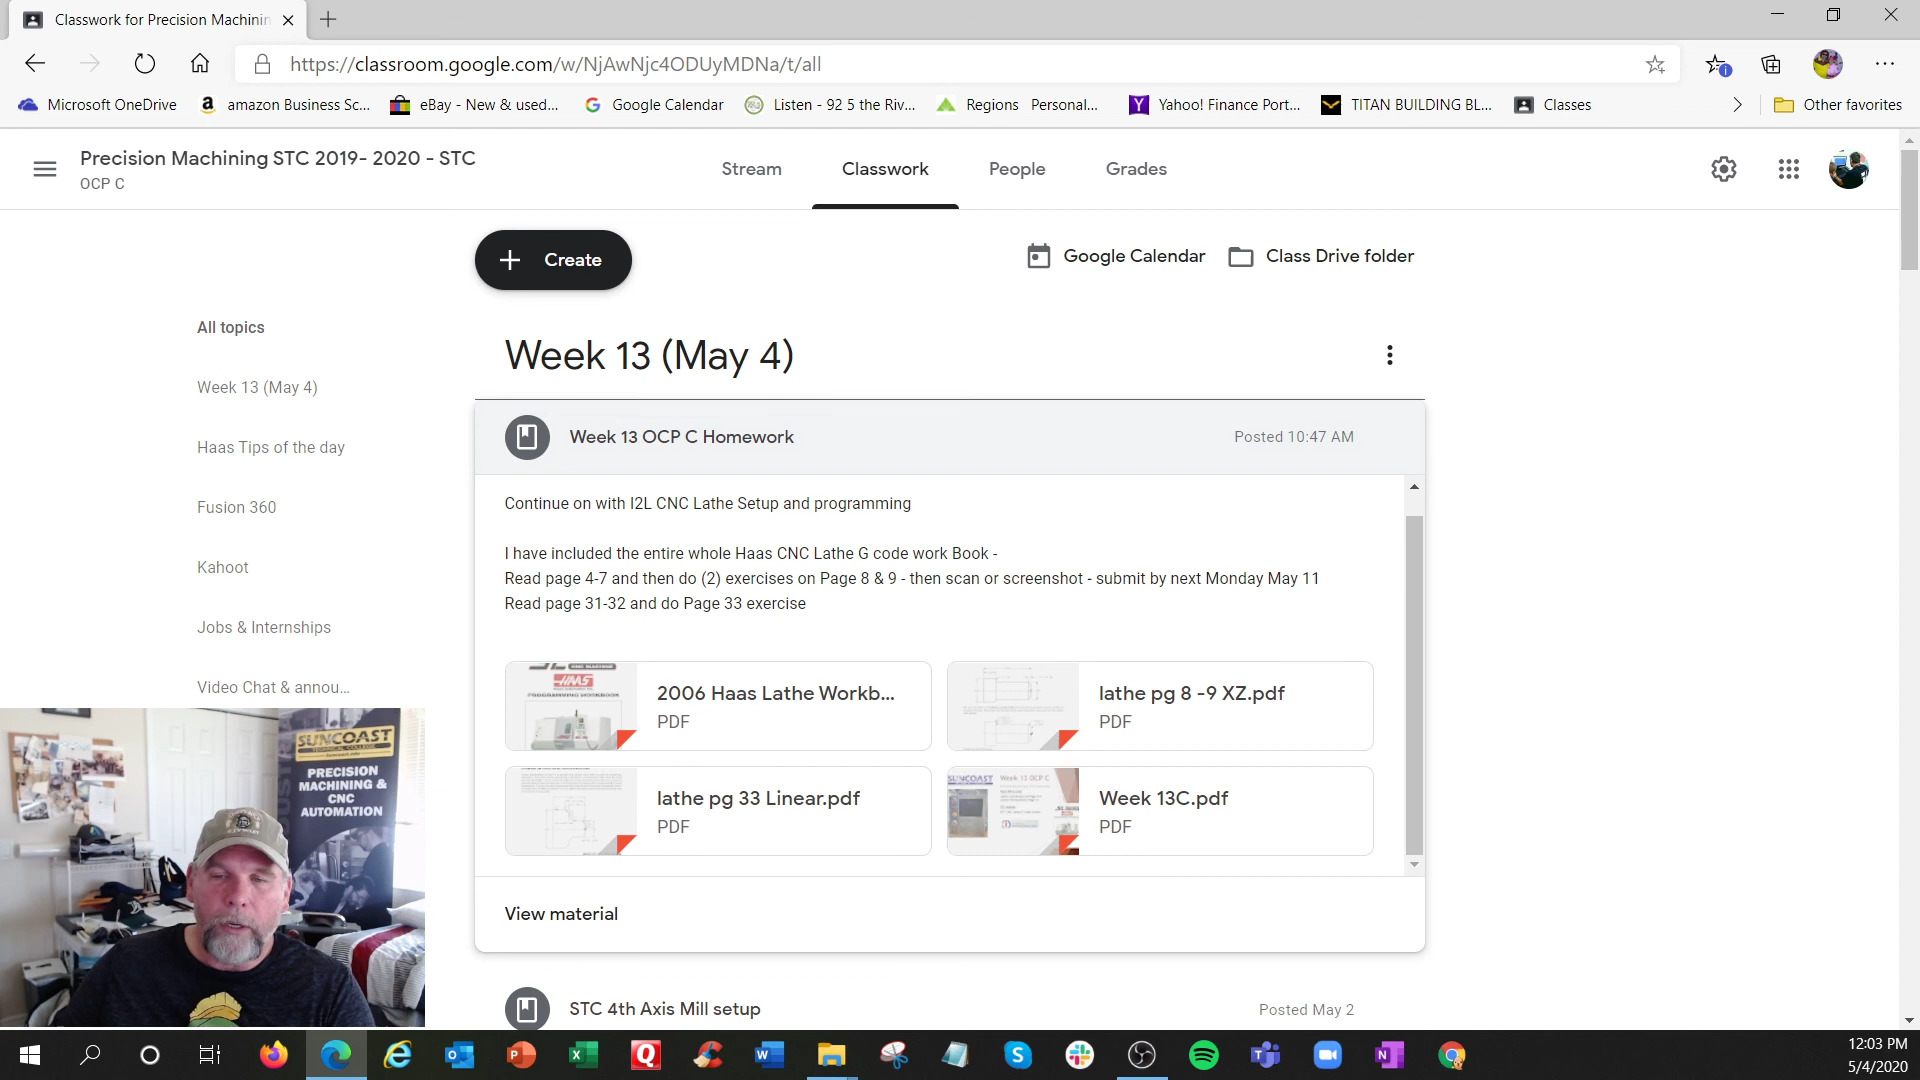 Classwork for Precision Machinin
https://classroom.google.com/w/NjAwNjc4ODUyMDNa/t/all
Microsoft OneDrive
amazon Business Sc...
eBay - New & used...
Google Calendar
Listen - 92 5 the Riv...
Regions Personal...
Yahoo! Finance Port...
TITAN BUILDING BL...
Classes
Other favorites
Precision Machining STC 2019- 2020 - STC
OCP C
Stream
Classwork
People
Grades
Create
Google Calendar
Class Drive folder
All topics
Week 13 (May 4)
Haas Tips of the day
Fusion 360
Kahoot
Jobs & Internships
Video Chat & annou...
Week 13 (May 4)
Week 13 OCP C Homework
Posted 10:47 AM
Continue on with I2L CNC Lathe Setup and programming
I have included the entire whole Haas CNC Lathe G code work Book -
Read page 4-7 and then do (2) exercises on Page 8 & 9 - then scan or screenshot - submit by next Monday May 11
Read page 31-32 and do Page 33 exercise
HAAS
PROGRAMMING WORKBOOK
2006 Haas Lathe Workb...
PDF
lathe pg 8 -9 XZ.pdf
PDF
lathe pg 33 Linear.pdf
PDF
SUNCOAST
Week 13 OCP C
Week 13C.pdf
PDF
View material
STC 4th Axis Mill setup
Posted May 2
SUNCOAST
TECHNICAL COLLEGE
PRECISION
MACHINING &
CNC
AUTOMATION
12:03 PM
5/4/2020